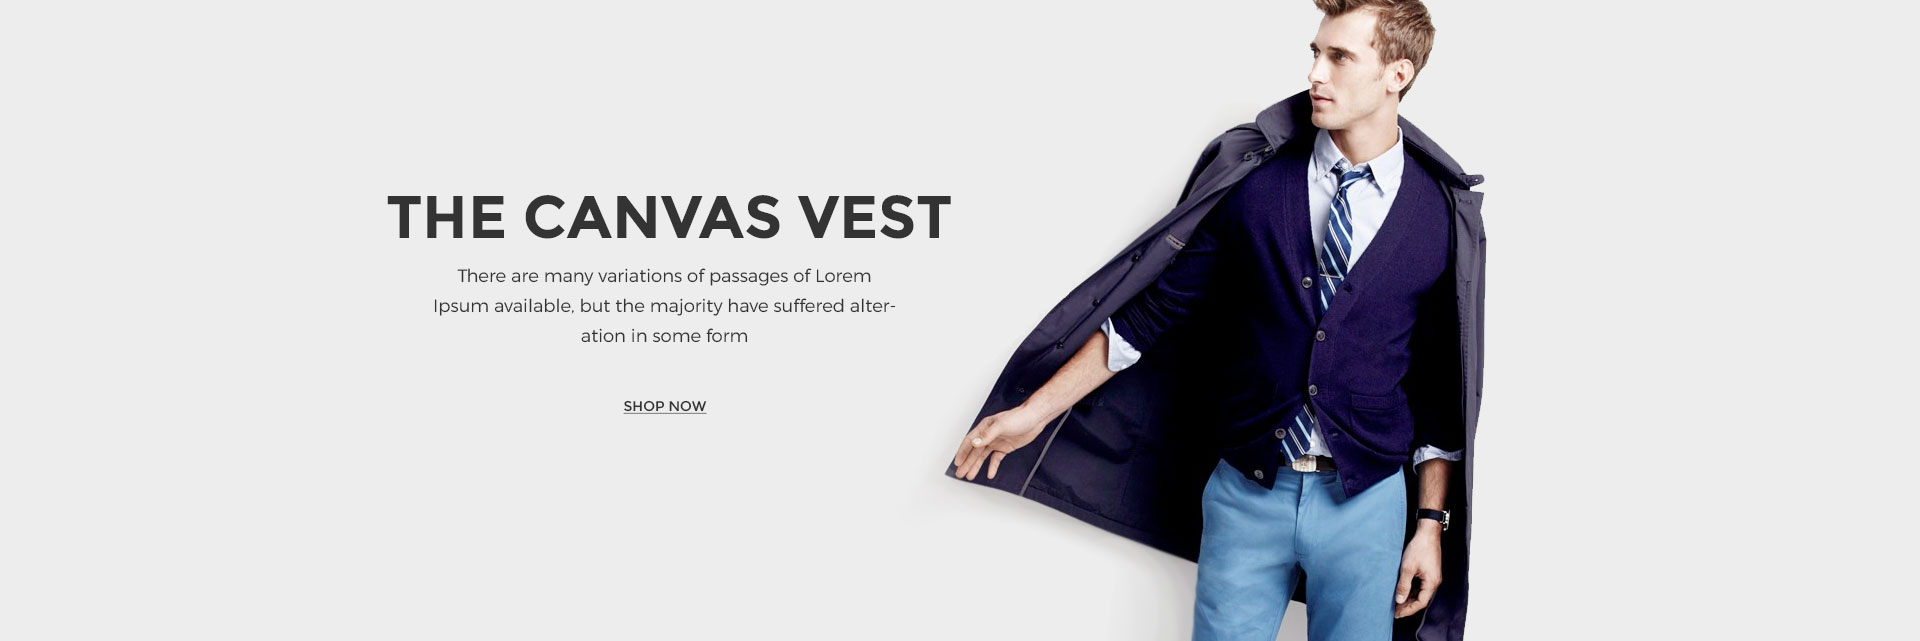 THE CANVAS VEST
There are many variations of passages of Lorem
Ipsum available, but the majority have suffered alter-
ation in some form
SHOP NOW